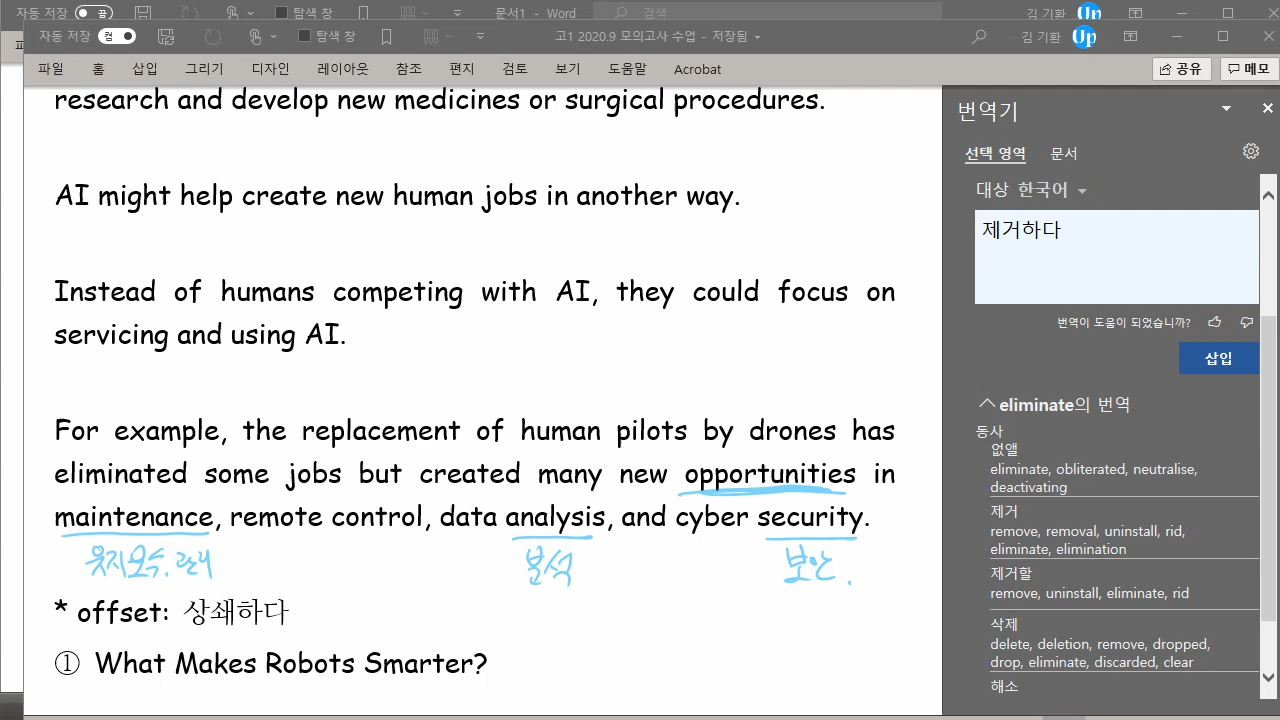 자동 저장 끔 탐색 창 문서1 - Word 검색 김 기환 Up
자동 저장 켬 탐색 창 고1 2020.9 모의고사 수업 - 저장됨 김 기환 Up
파일 홈 삽입 그리기 디자인 레이아웃 참조 편지 검토 보기 도움말 Acrobat 공유 메모
research and develop new medicines or surgical procedures.
AI might help create new human jobs in another way.
Instead of humans competing with AI, they could focus on
servicing and using AI.
For example, the replacement of human pilots by drones has
eliminated some jobs but created many new opportunities in
maintenance, remote control, data analysis, and cyber security.
유지보수. 관리 분석 보안.
* offset: 상쇄하다
① What Makes Robots Smarter?
번역기
선택 영역 문서
대상 한국어
제거하다
번역이 도움이 되었습니까?
삽입
eliminate의 번역
동사
없앨
eliminate, obliterated, neutralise,
deactivating
제거
remove, removal, uninstall, rid,
eliminate, elimination
제거할
remove, uninstall, eliminate, rid
삭제
delete, deletion, remove, dropped,
drop, eliminate, discarded, clear
해소